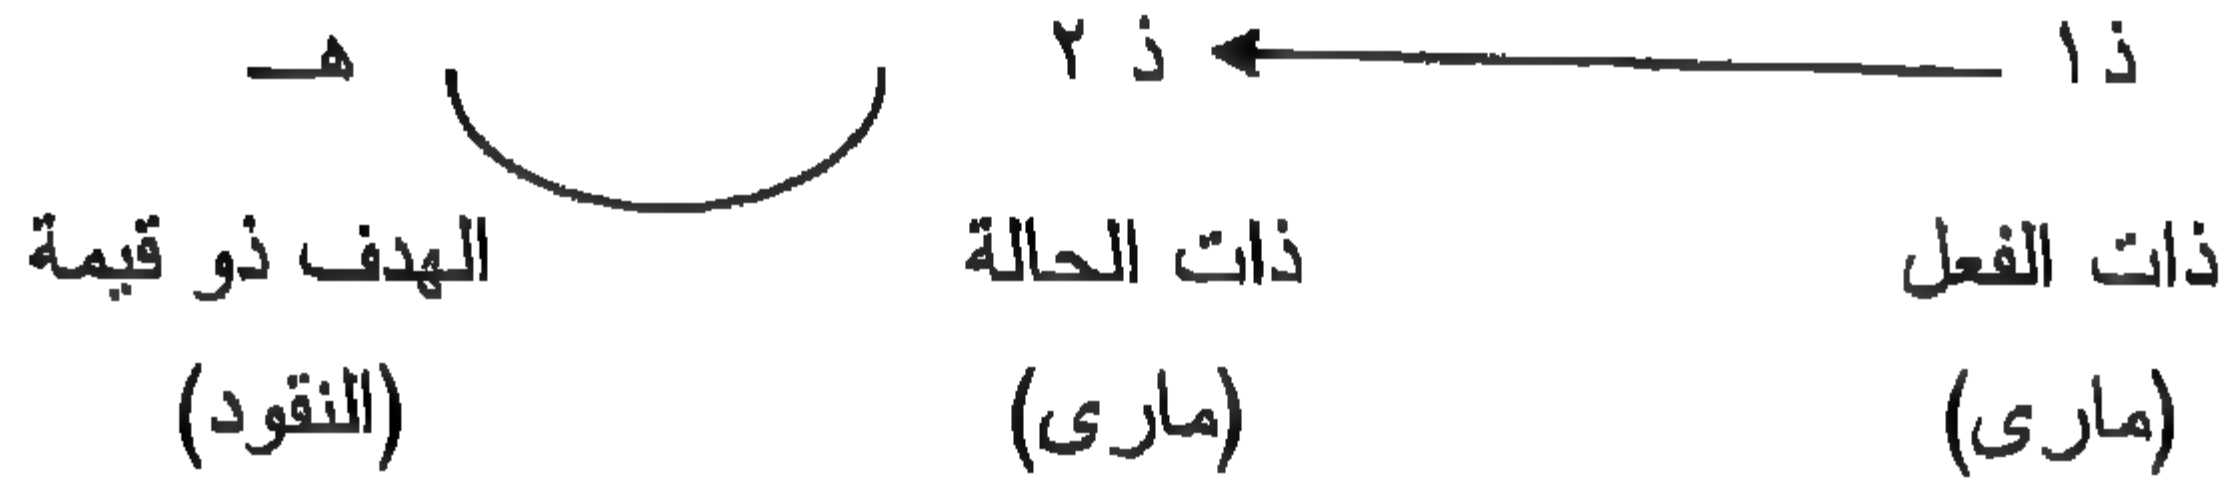 ذ ١ ذ ٢ هـ
ذات الفعل ذات الحالة الهدف ذو قيمة
(مارى) (مارى) (النقود)